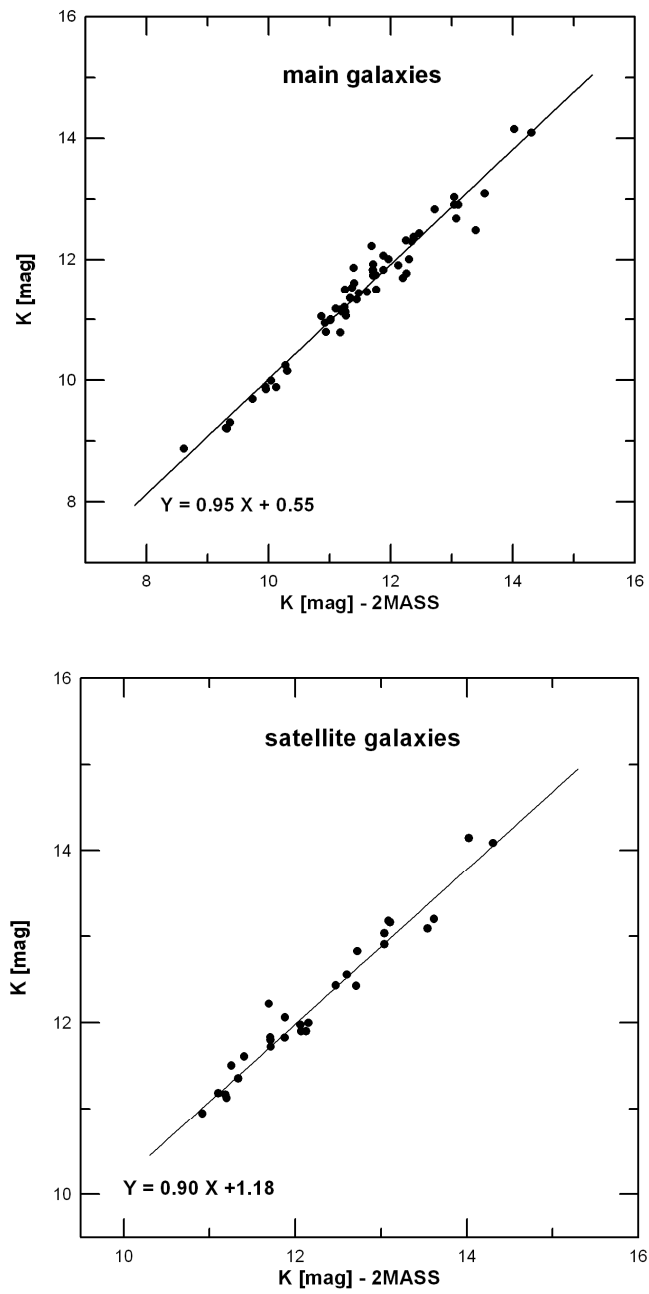 16
main galaxies
14
12
K [mag]
10
8
Y = 0.95 X + 0.55
8 10 12 14 16
K [mag] - 2MASS
16
satellite galaxies
14
K [mag]
12
10
Y = 0.90 X +1.18
10 12 14 16
K [mag] - 2MASS